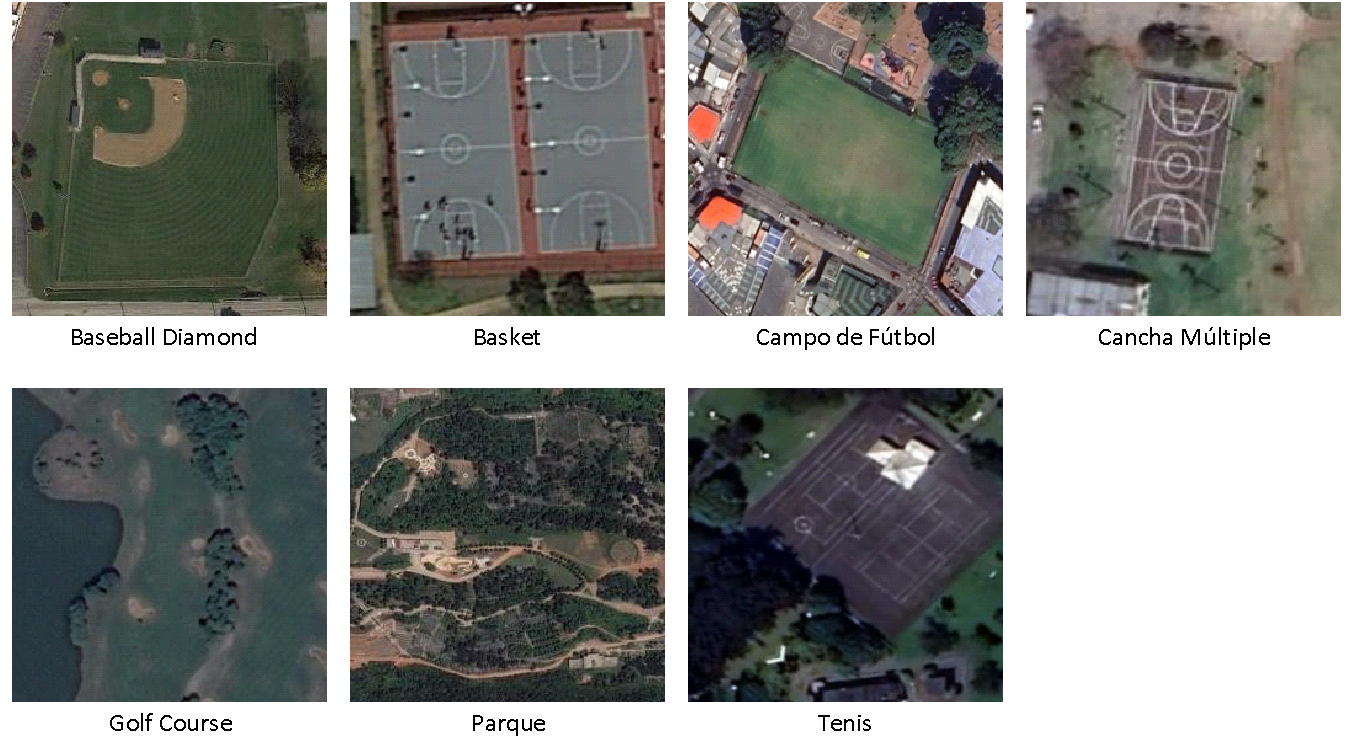 Baseball Diamond
Basket
Campo de Fútbol
Cancha Múltiple
Golf Course
Parque
Tenis